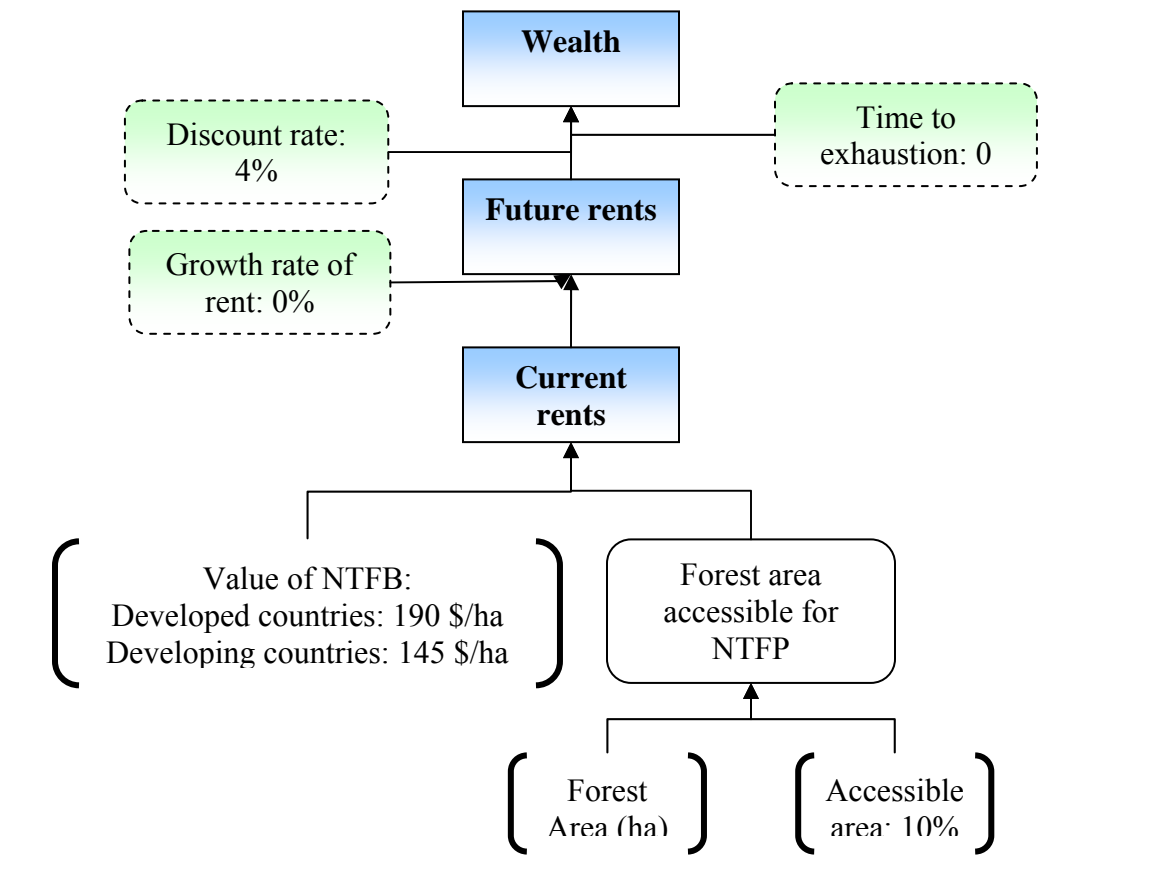 Wealth
Discount rate:
4%
Time to
exhaustion: 0
Future rents
Growth rate of
rent: 0%
Current
rents
Value of NTFB:
Developed countries: 190 $/ha
Developing countries: 145 $/ha
Forest area
accessible for
NTFP
Forest
Area (ha)
Accessible
area: 10%